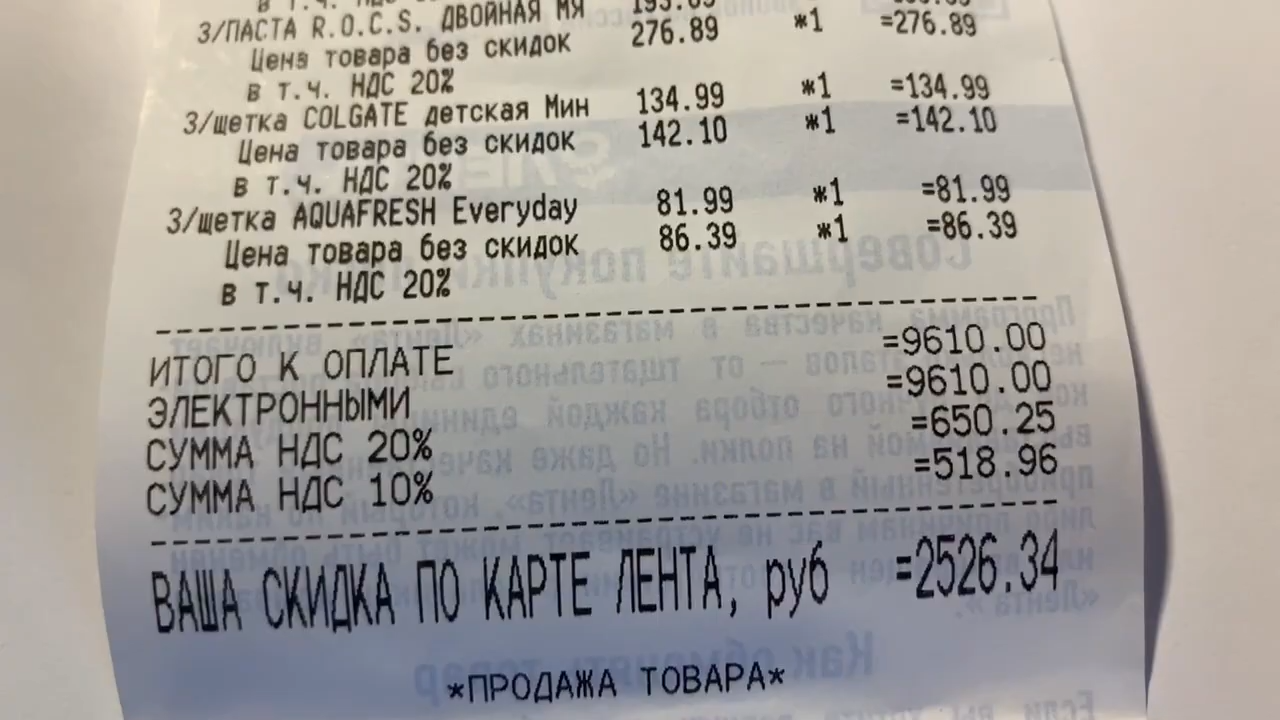 З/ПАСТА R.O.C.S. ДВОЙНАЯ МЯ 193.69
Цена товара без скидок 276.89 *1 =276.89
в т.ч. НДС 20%
З/щетка COLGATE детская Мин 134.99 *1 =134.99
Цена товара без скидок 142.10 *1 =142.10
в т.ч. НДС 20%
З/щетка AQUAFRESH Everyday 81.99 *1 =81.99
Цена товара без скидок 86.39 *1 =86.39
в т.ч. НДС 20%
ИТОГО К ОПЛАТЕ =9610.00
ЭЛЕКТРОННЫМИ =9610.00
СУММА НДС 20% =650.25
СУММА НДС 10% =518.96
ВАША СКИДКА ПО КАРТЕ ЛЕНТА, руб =2526.34
*ПРОДАЖА ТОВАРА*